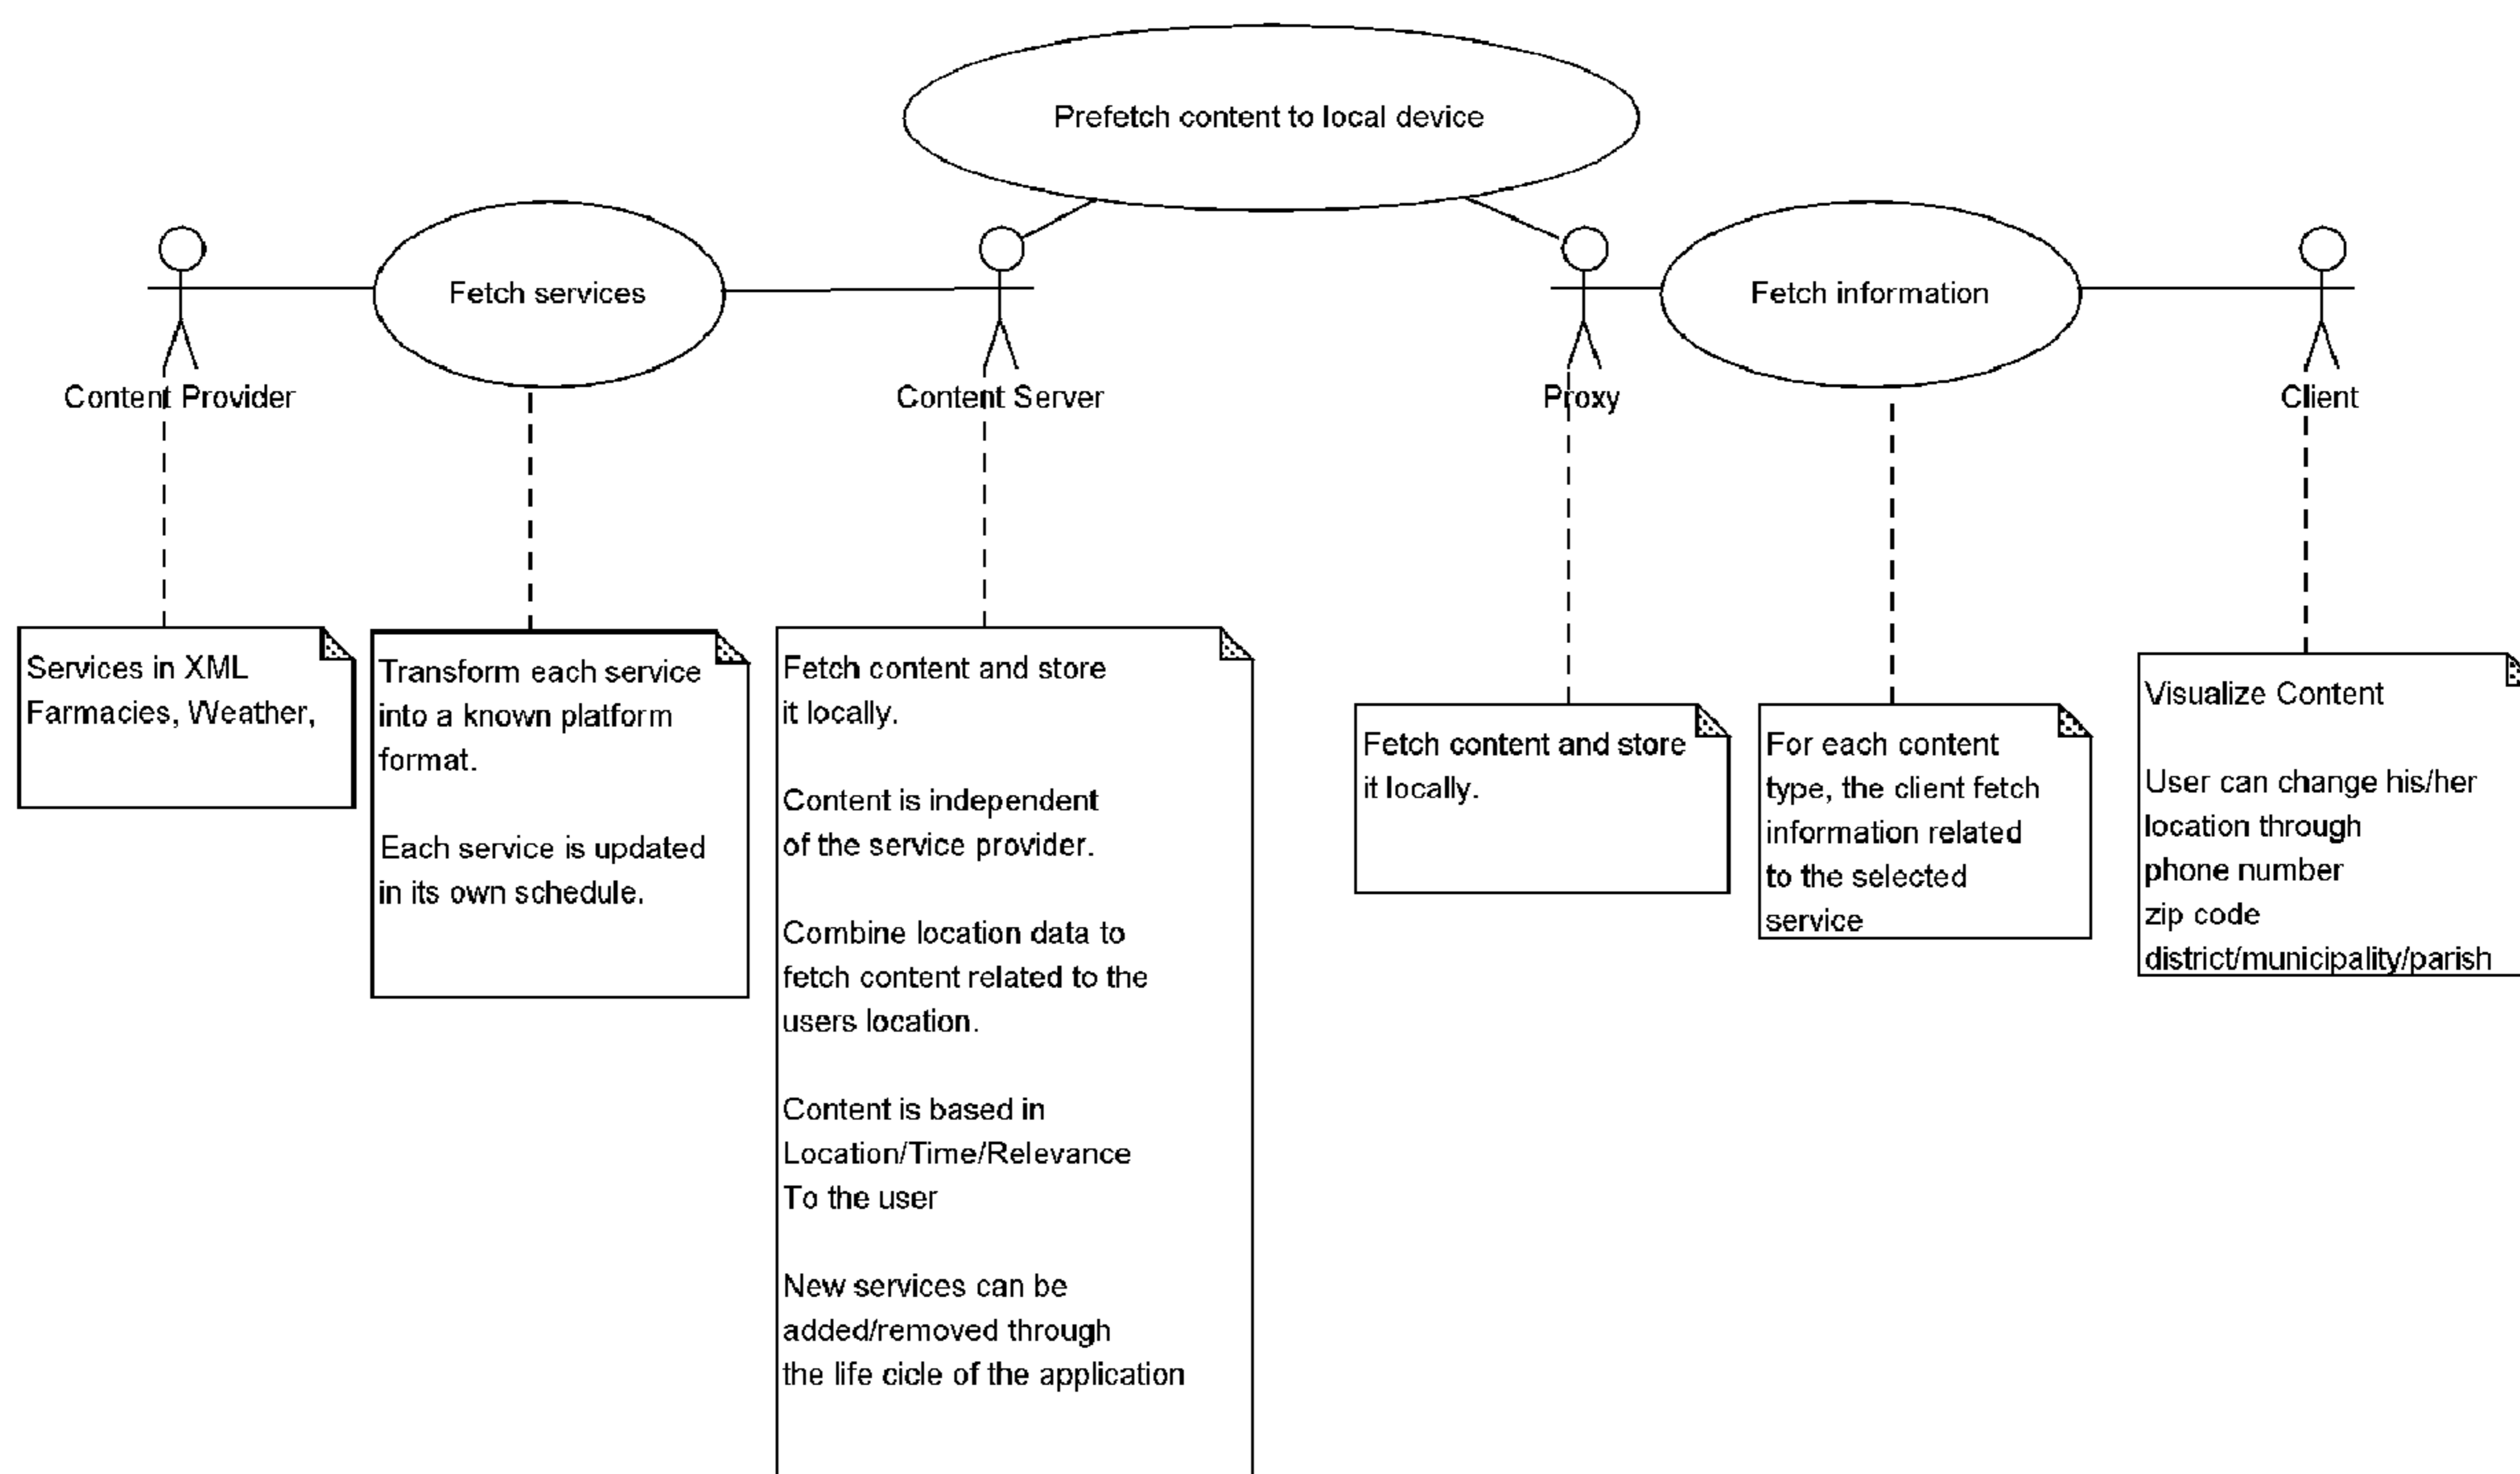 Prefetch content to local device
Fetch services
Fetch information
Content Provider
Content Server
Proxy
Client
Services in XML
Farmacies, Weather,
Transform each service
into a known platform
format.
Each service is updated
in its own schedule.
Fetch content and store
it locally.
Content is independent
of the service provider.
Combine location data to
fetch content related to the
users location.
Content is based in
Location/Time/Relevance
To the user
New services can be
added/removed through
the life cicle of the application
Fetch content and store
it locally.
For each content
type, the client fetch
information related
to the selected
service
Visualize Content
User can change his/her
location through
phone number
zip code
district/municipality/parish